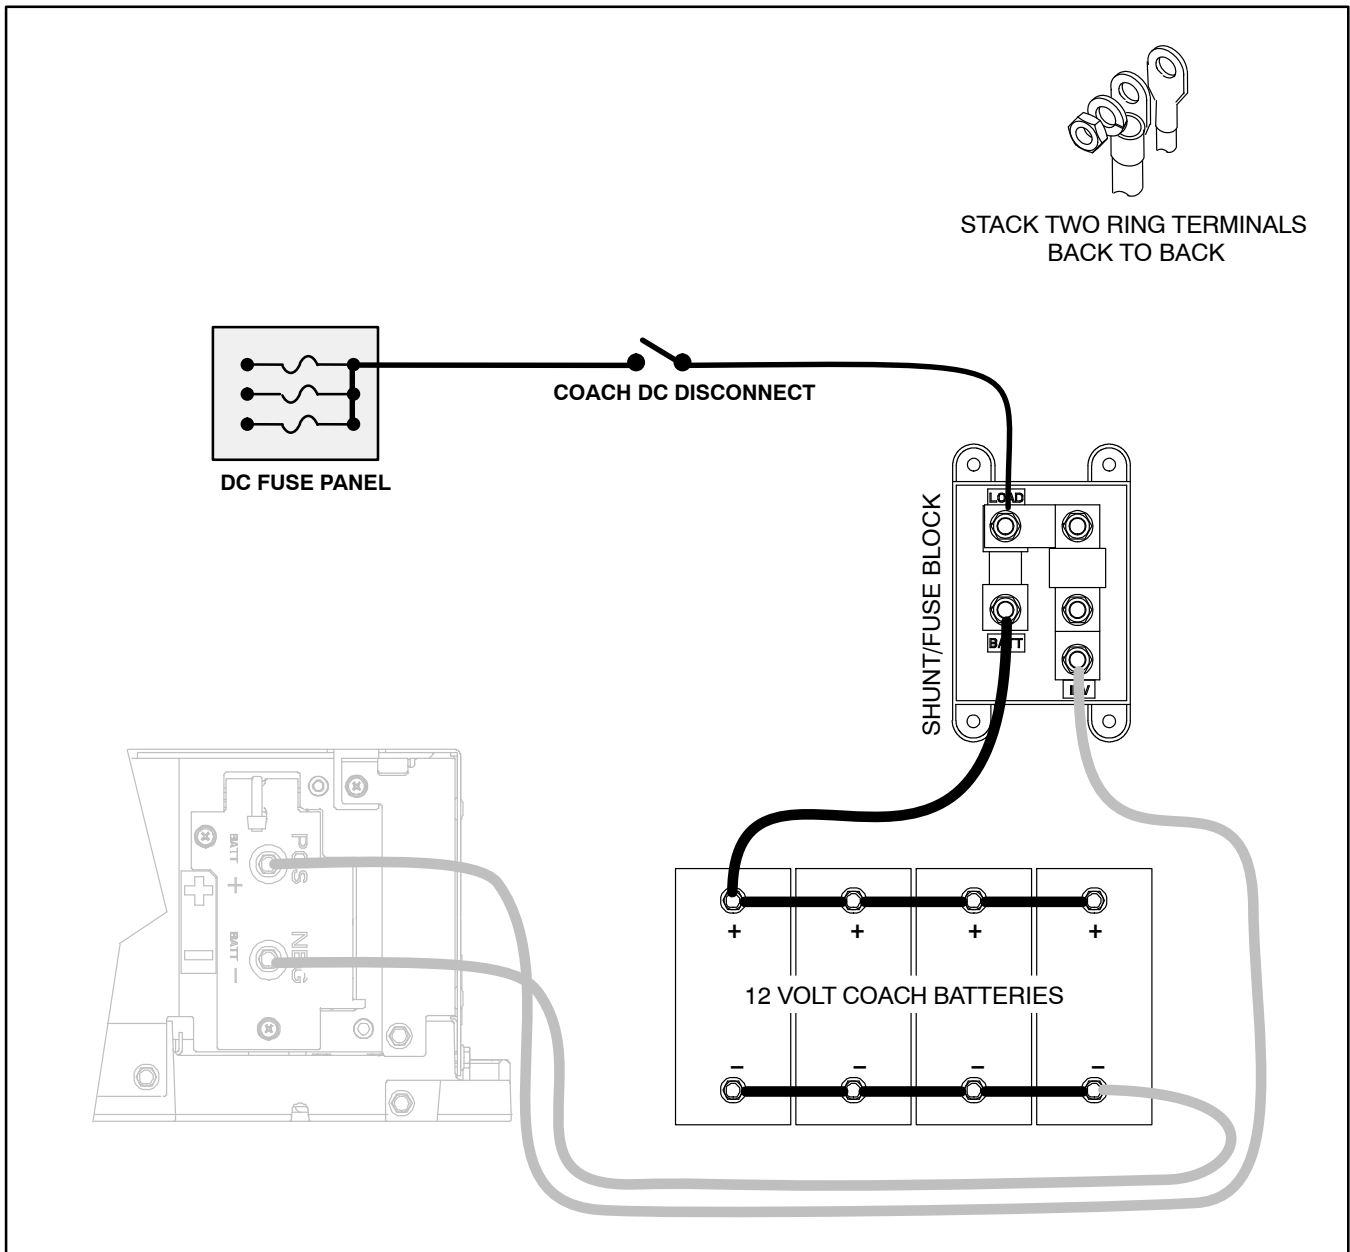 STACK TWO RING TERMINALS
BACK TO BACK
COACH DC DISCONNECT
DC FUSE PANEL
LOAD
SHUNT/FUSE BLOCK
BATT
POS
BATT
+
NEG
BATT
−
+ + + +
12 VOLT COACH BATTERIES
− − − −